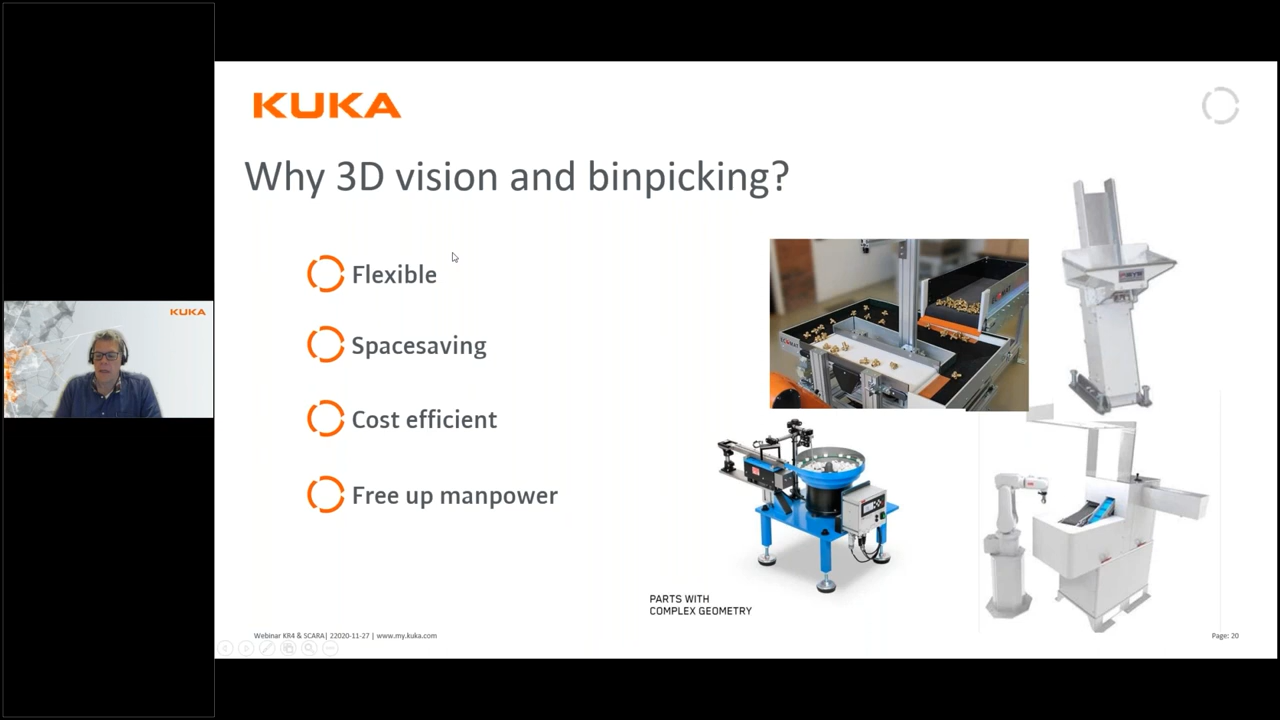 KUKA
KUKA
Why 3D vision and binpicking?
Flexible
Spacesaving
Cost efficient
Free up manpower
PARTS WITH
COMPLEX GEOMETRY
Webinar KR4 & SCARA| 22020-11-27 | www.my.kuka.com
Page: 20